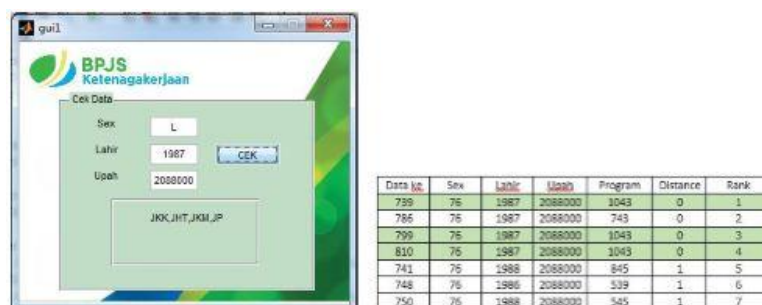 gui1
BPJS
Ketenagakerjaan
Cek Data
Sex L
Lahir 1987 CEK
Upah 2088000
JKK,JHT,JKM,JP
Data ke Sex Lahir Upah Program Distance Rank
739 76 1987 2088000 1043 0 1
786 76 1987 2088000 743 0 2
799 76 1987 2088000 1043 0 3
810 76 1987 2088000 1043 0 4
741 76 1988 2088000 845 1 5
748 76 1986 2088000 539 1 6
750 76 1988 2088000 545 1 7